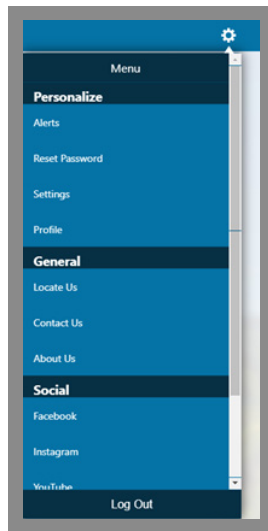 Menu
Personalize
Alerts
Reset Password
Settings
Profile
General
Locate Us
Contact Us
About Us
Social
Facebook
Instagram
YouTube
Log Out